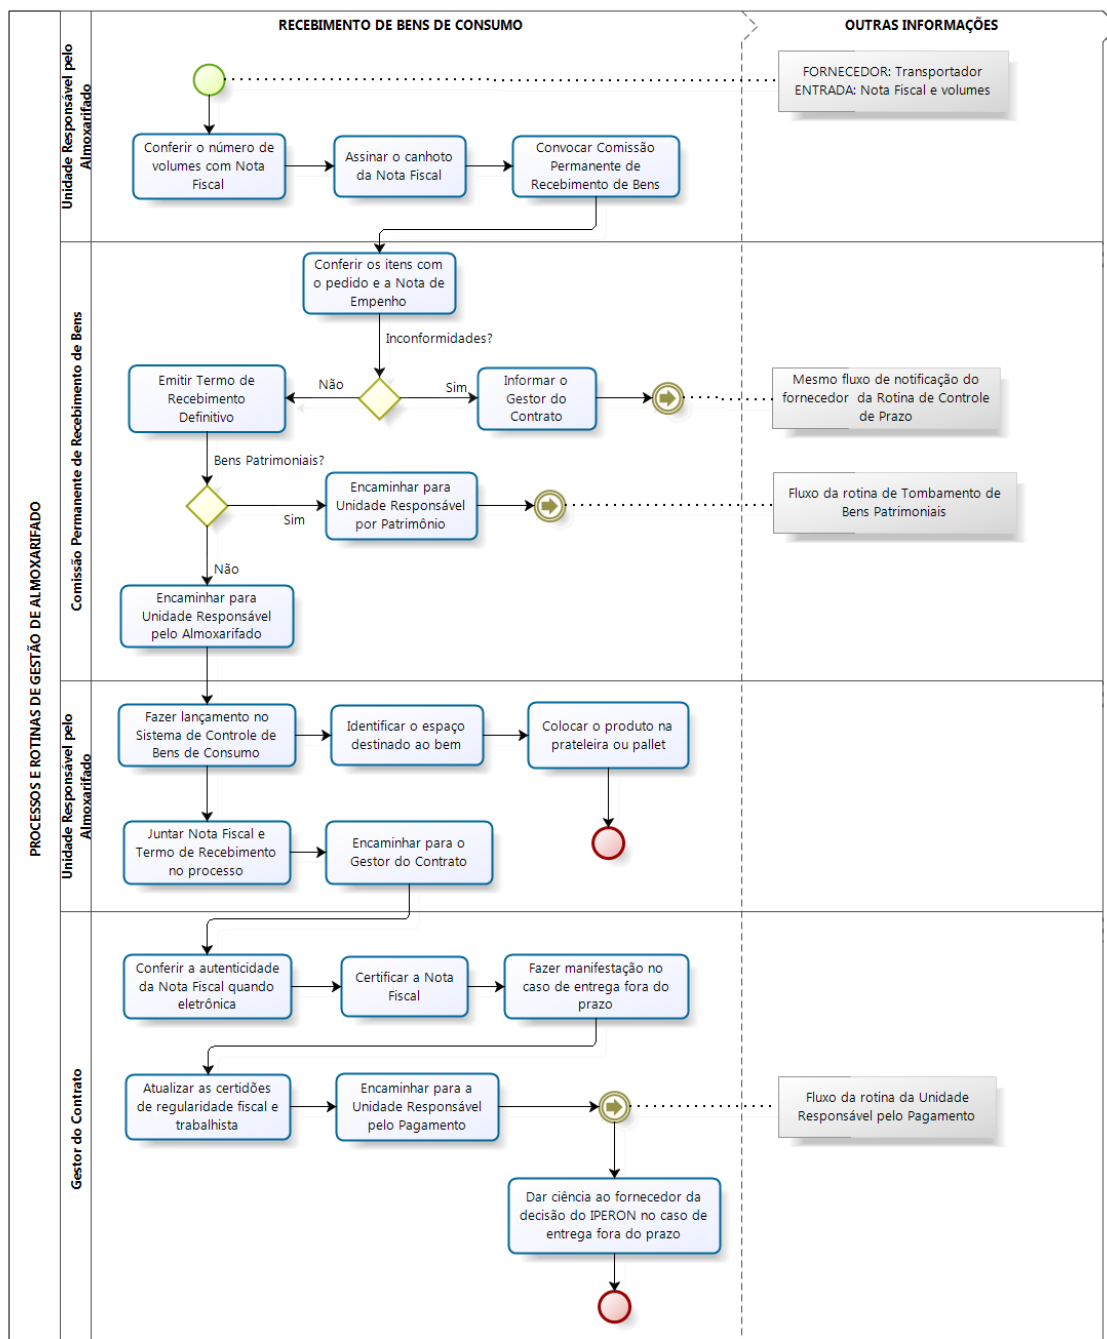 RECEBIMENTO DE BENS DE CONSUMO
OUTRAS INFORMAÇÕES
PROCESSOS E ROTINAS DE GESTÃO DE ALMOXARIFADO
Unidade Responsável pelo
Almoxarifado
FORNECEDOR: Transportador
ENTRADA: Nota Fiscal e volumes
Conferir o número de
volumes com Nota
Fiscal
Assinar o canhoto
da Nota Fiscal
Convocar Comissão
Permanente de
Recebimento de Bens
Comissão Permanente de Recebimento de Bens
Conferir os itens com
o pedido e a Nota de
Empenho
Inconformidades?
Emitir Termo de
Recebimento
Definitivo
Não
Sim
Informar o
Gestor do
Contrato
Mesmo fluxo de notificação do
fornecedor da Rotina de Controle
de Prazo
Bens Patrimoniais?
Sim
Encaminhar para
Unidade Responsável
por Patrimônio
Fluxo da rotina de Tombamento de
Bens Patrimoniais
Não
Encaminhar para
Unidade Responsável
pelo Almoxarifado
Unidade Responsável pelo
Almoxarifado
Fazer lançamento no
Sistema de Controle de
Bens de Consumo
Identificar o espaço
destinado ao bem
Colocar o produto na
prateleira ou pallet
Juntar Nota Fiscal e
Termo de Recebimento
no processo
Encaminhar para o
Gestor do Contrato
Gestor do Contrato
Conferir a autenticidade
da Nota Fiscal quando
eletrônica
Certificar a Nota
Fiscal
Fazer manifestação no
caso de entrega fora do
prazo
Atualizar as certidões
de regularidade fiscal e
trabalhista
Encaminhar para a
Unidade Responsável
pelo Pagamento
Fluxo da rotina da Unidade
Responsável pelo Pagamento
Dar ciência ao fornecedor da
decisão do IPERON no caso de
entrega fora do prazo